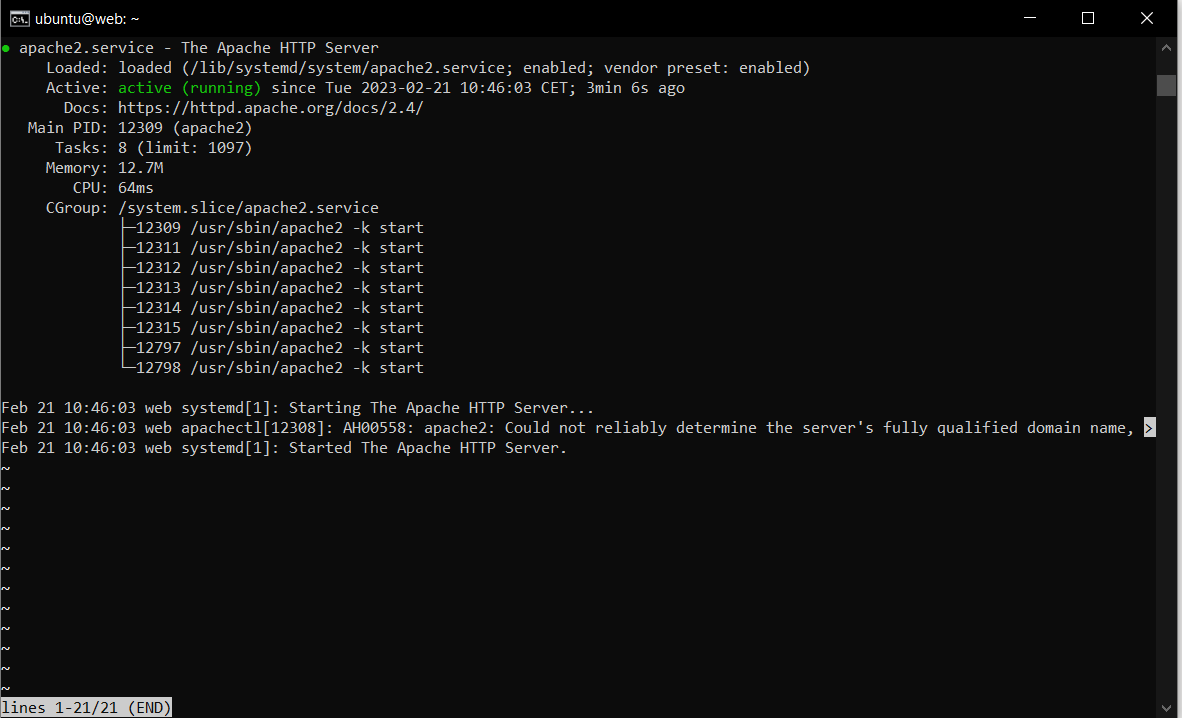 ubuntu@web: ~
● apache2.service - The Apache HTTP Server
     Loaded: loaded (/lib/systemd/system/apache2.service; enabled; vendor preset: enabled)
     Active: active (running) since Tue 2023-02-21 10:46:03 CET; 3min 6s ago
       Docs: https://httpd.apache.org/docs/2.4/
   Main PID: 12309 (apache2)
      Tasks: 8 (limit: 1097)
     Memory: 12.7M
        CPU: 64ms
     CGroup: /system.slice/apache2.service
             ├─12309 /usr/sbin/apache2 -k start
             ├─12311 /usr/sbin/apache2 -k start
             ├─12312 /usr/sbin/apache2 -k start
             ├─12313 /usr/sbin/apache2 -k start
             ├─12314 /usr/sbin/apache2 -k start
             ├─12315 /usr/sbin/apache2 -k start
             ├─12797 /usr/sbin/apache2 -k start
             └─12798 /usr/sbin/apache2 -k start

Feb 21 10:46:03 web systemd[1]: Starting The Apache HTTP Server...
Feb 21 10:46:03 web apachectl[12308]: AH00558: apache2: Could not reliably determine the server's fully qualified domain name, >
Feb 21 10:46:03 web systemd[1]: Started The Apache HTTP Server.
~
~
~
~
~
~
~
~
~
~
~
~
lines 1-21/21 (END)